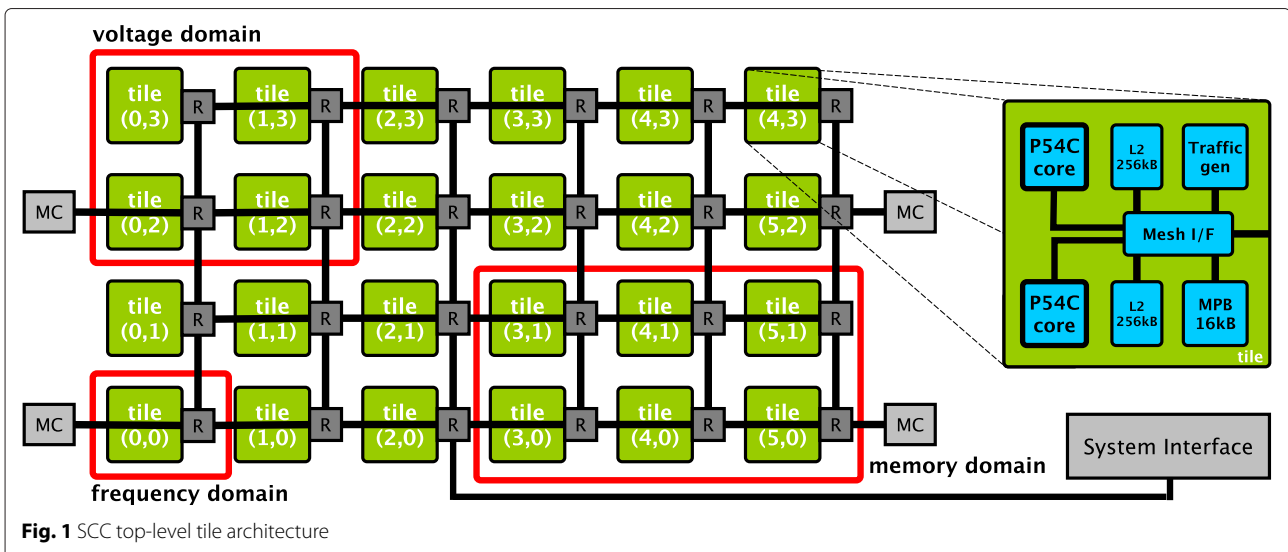 voltage domain
tile
(0,3)
R
tile
(1,3)
R
tile
(2,3)
R
tile
(3,3)
R
tile
(4,3)
R
tile
(4,3)
R
MC
tile
(0,2)
R
tile
(1,2)
R
tile
(2,2)
R
tile
(3,2)
R
tile
(4,2)
R
tile
(5,2)
R
MC
tile
(0,1)
R
tile
(1,1)
R
tile
(2,1)
R
tile
(3,1)
R
tile
(4,1)
R
tile
(5,1)
R
MC
tile
(0,0)
R
tile
(1,0)
R
tile
(2,0)
R
tile
(3,0)
R
tile
(4,0)
R
tile
(5,0)
R
MC
frequency domain
memory domain
P54C
core
L2
256kB
Traffic
gen
Mesh I/F
P54C
core
L2
256kB
MPB
16kB
tile
System Interface
Fig. 1 SCC top-level tile architecture